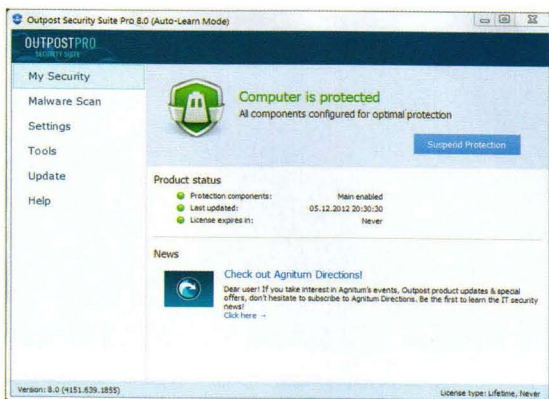 Outpost Security Suite Pro 8.0 (Auto-Learn Mode)
OUTPOSTPRO
SECURITY SUITE
My Security
Malware Scan
Settings
Tools
Update
Help
Computer is protected
All components configured for optimal protection
Suspend Protection
Product status
Protection components: Main enabled
Last updated: 05.12.2012 20:30:30
License expires in: Never
News
Check out Agnitum Directions!
Dear user! If you take interest in Agnitum's events, Outpost product updates & special
offers, don't hesitate to subscribe to Agnitum Directions. Be the first to learn the IT security
news!
Click here →
Version: 8.0 (4151.639.1855)
License type: Lifetime, Never